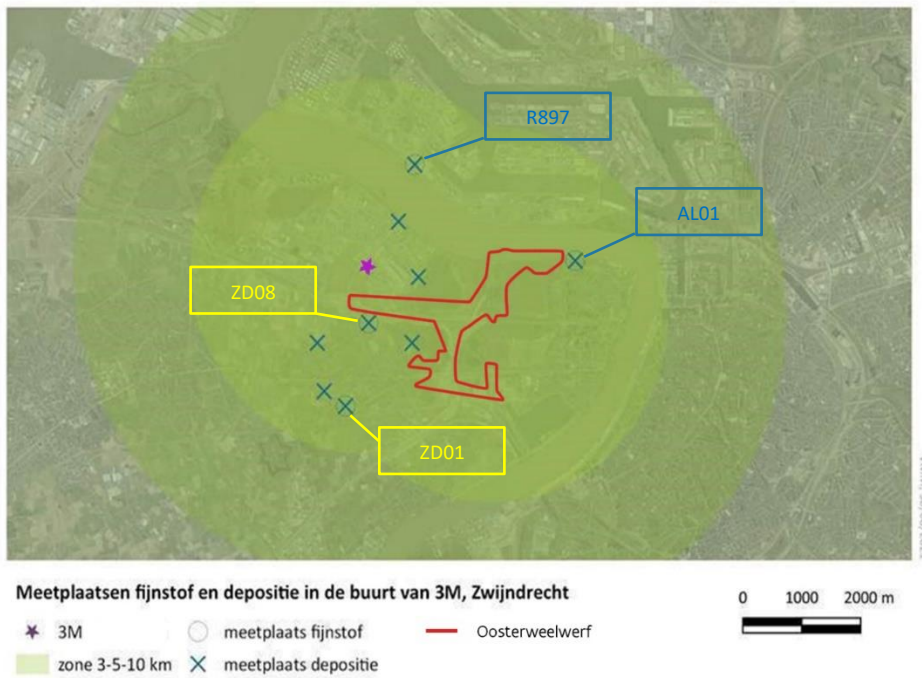 R897
AL01
ZD08
ZD01
Meetplaatsen fijnstof en depositie in de buurt van 3M, Zwijndrecht
0 1000 2000 m
3M
meetplaats fijnstof
Oosterweelwerf
zone 3-5-10 km
meetplaats depositie